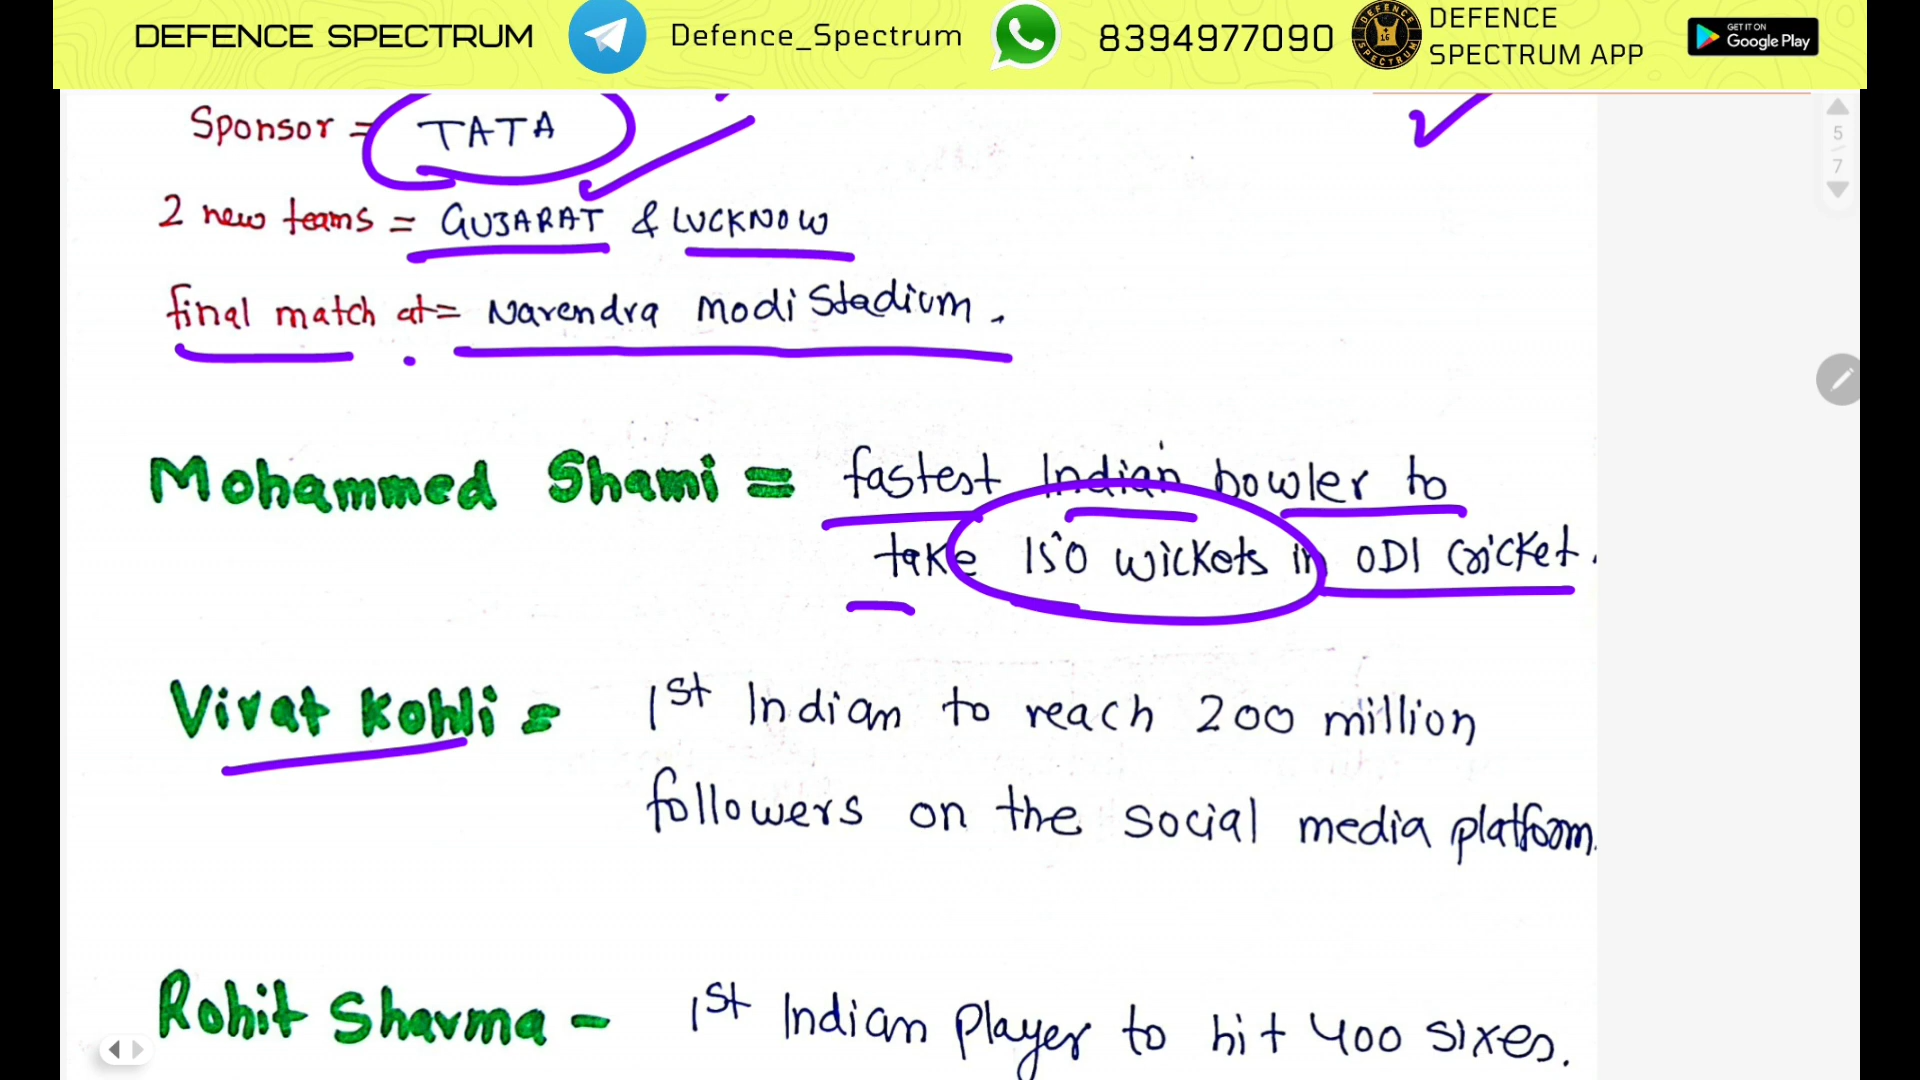 DEFENCE SPECTRUM Defence_Spectrum 8394977090 DEFENCE SPECTRUM APP GET IT ON Google Play
Sponsor = TATA
2 new teams = GUJARAT & LUCKNOW
final match at = Narendra modi Stadium.
Mohammed Shami = fastest Indian bowler to
take 150 wickets in ODI cricket.
Virat Kohli = 1st Indian to reach 200 million
followers on the social media platform.
Rohit Sharma - 1st Indian Player to hit 400 sixes.
5
7